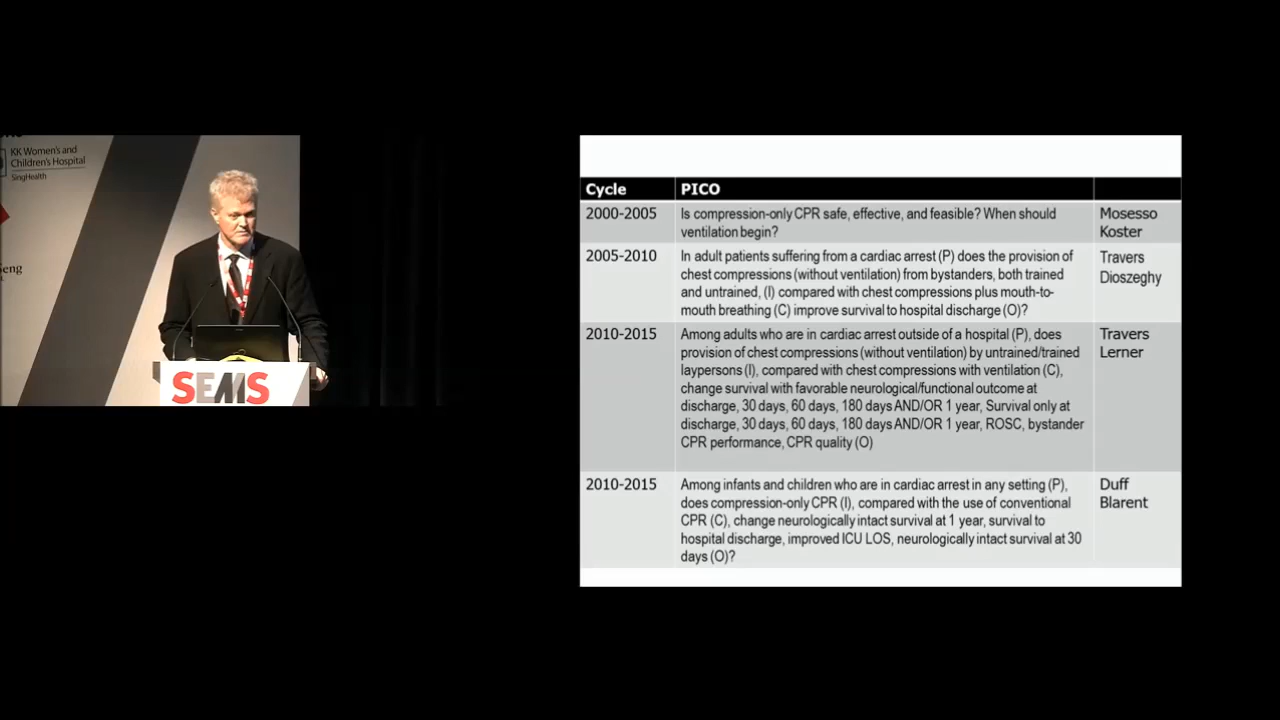 KK Women's and
Children's Hospital
SingHealth
SEMS
Cycle PICO
2000-2005 Is compression-only CPR safe, effective, and feasible? When should Mosesso
ventilation begin? Koster
2005-2010 In adult patients suffering from a cardiac arrest (P) does the provision of Travers
chest compressions (without ventilation) from bystanders, both trained Dioszeghy
and untrained, (I) compared with chest compressions plus mouth-to-
mouth breathing (C) improve survival to hospital discharge (O)?
2010-2015 Among adults who are in cardiac arrest outside of a hospital (P), does Travers
provision of chest compressions (without ventilation) by untrained/trained Lerner
laypersons (I), compared with chest compressions with ventilation (C),
change survival with favorable neurological/functional outcome at
discharge, 30 days, 60 days, 180 days AND/OR 1 year, Survival only at
discharge, 30 days, 60 days, 180 days AND/OR 1 year, ROSC, bystander
CPR performance, CPR quality (O)
2010-2015 Among infants and children who are in cardiac arrest in any setting (P), Duff
does compression-only CPR (I), compared with the use of conventional Blarent
CPR (C), change neurologically intact survival at 1 year, survival to
hospital discharge, improved ICU LOS, neurologically intact survival at 30
days (O)?